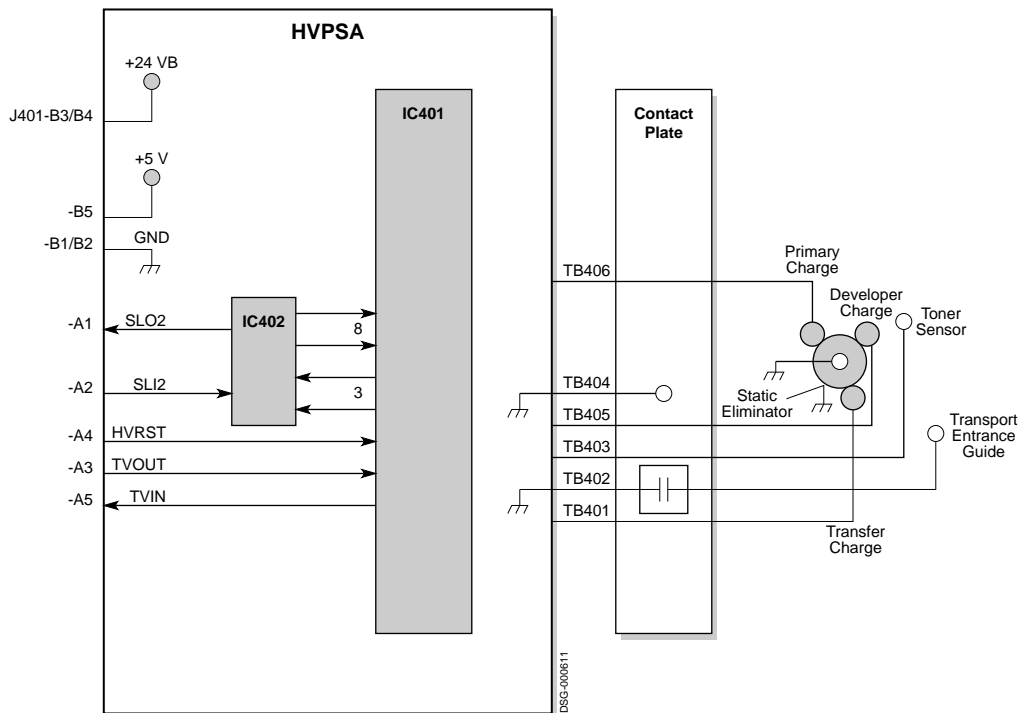 HVPSA
+24 VB
J401-B3/B4
IC401
Contact
Plate
+5 V
-B5
-B1/B2
GND
TB406
Primary
Charge
Developer
Charge
Toner
Sensor
-A1
SLO2
IC402
8
-A2
SLI2
3
TB404
Static
Eliminator
TB405
-A4
HVRST
TB403
Transport
Entrance
Guide
-A3
TVOUT
TB402
-A5
TVIN
TB401
Transfer
Charge
DSG-000611